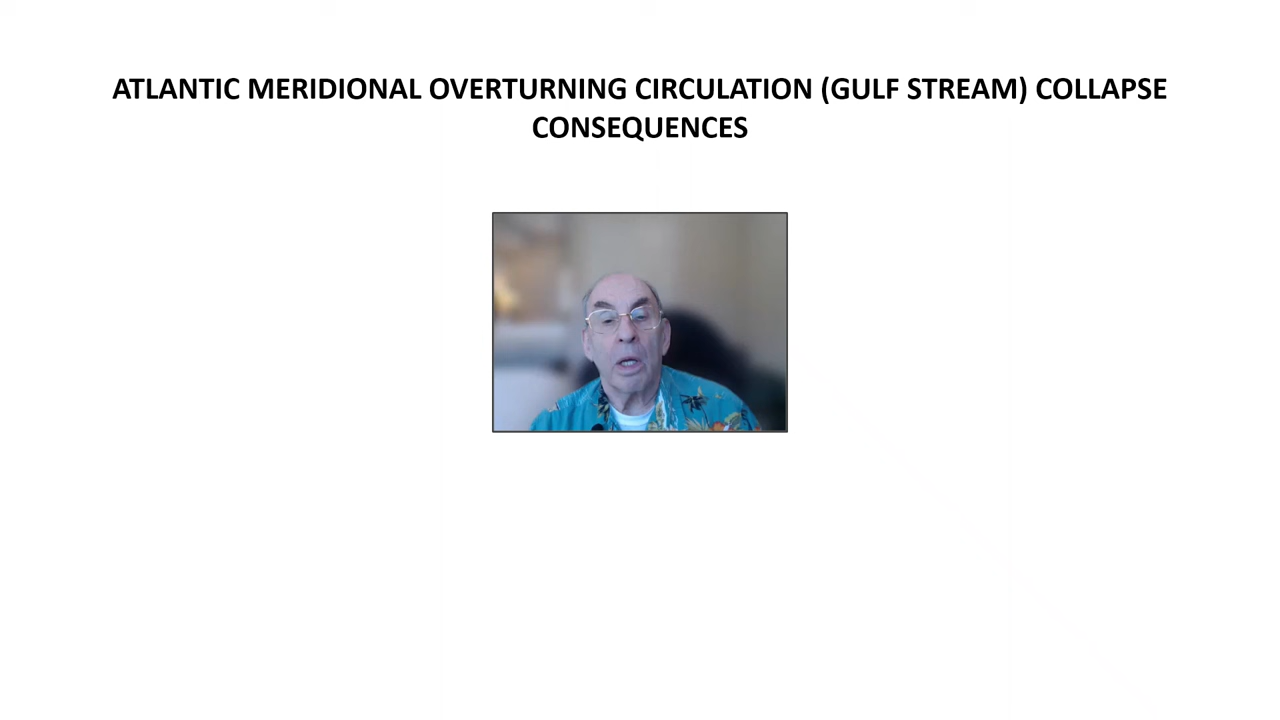 ATLANTIC MERIDIONAL OVERTURNING CIRCULATION (GULF STREAM) COLLAPSE
CONSEQUENCES